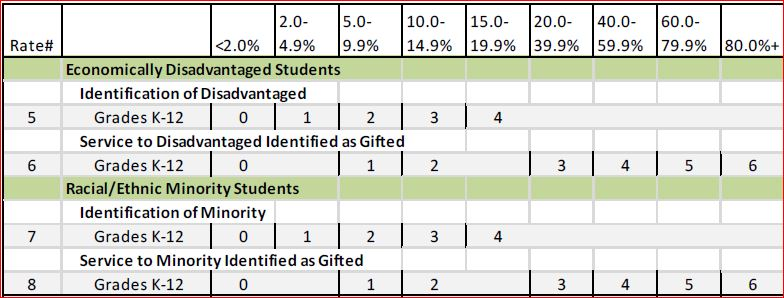 Rate# <2.0% 2.0-4.9% 5.0-9.9% 10.0-14.9% 15.0-19.9% 20.0-39.9% 40.0-59.9% 60.0-79.9% 80.0%+
Economically Disadvantaged Students
Identification of Disadvantaged
5 Grades K-12 0 1 2 3 4
Service to Disadvantaged Identified as Gifted
6 Grades K-12 0 1 2 3 4 5 6
Racial/Ethnic Minority Students
Identification of Minority
7 Grades K-12 0 1 2 3 4
Service to Minority Identified as Gifted
8 Grades K-12 0 1 2 3 4 5 6